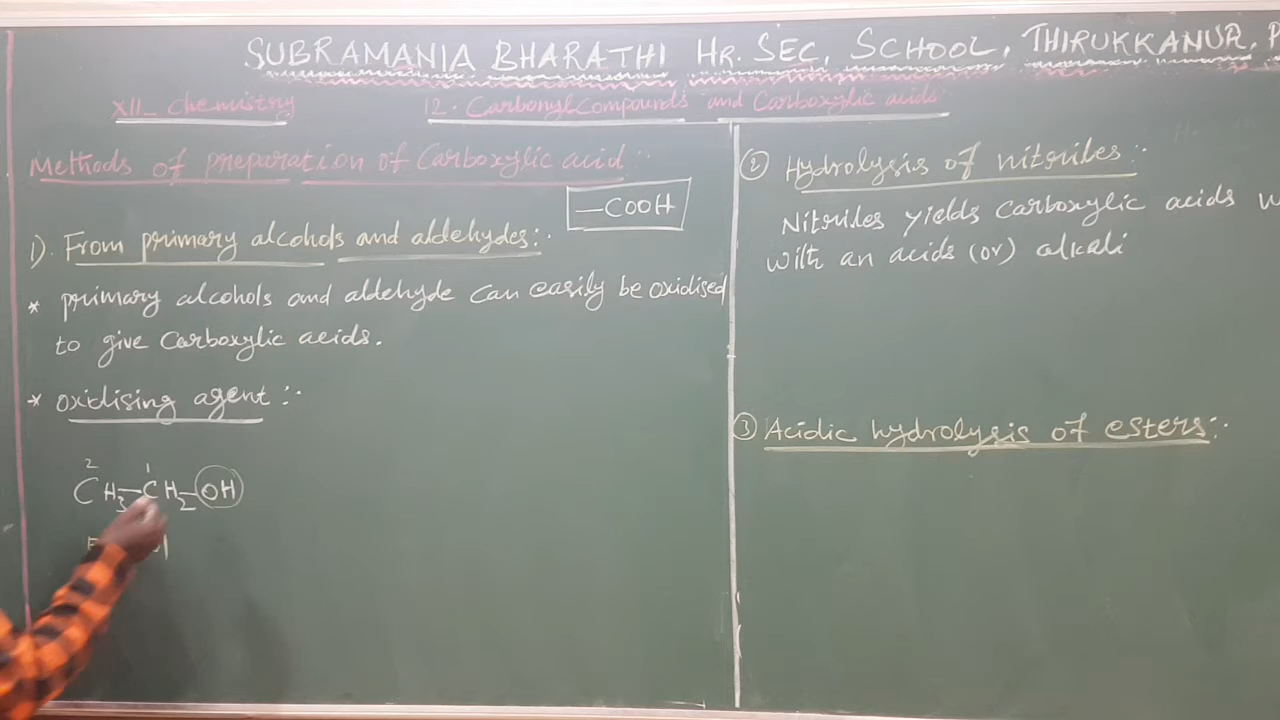 SUBRAMANIA BHARATHI HR. SEC, SCHOOL, THIRUKKANUR, P
XII_ Chemistry
12. Carbonyl Compounds and Carboxylic acids
Methods of preparation of Carboxylic acid :-
—COOH
1). From primary alcohols and aldehydes:-
* primary alcohols and aldehyde can easily be oxidised
to give Carboxylic acids.
* oxidising agent :-
2 1
CH3—CH2—OH
② Hydrolysis of nitriles:-
Nitriles yields carboxylic acids
with an acids (or) alkali
③ Acidic hydrolysis of esters:-